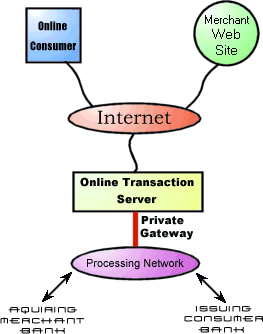 Online
Consumer
Merchant
Web
Site
Internet
Online Transaction
Server
Private
Gateway
Processing Network
AQUIRING
MERCHANT
BANK
ISSUING
CONSUMER
BANK